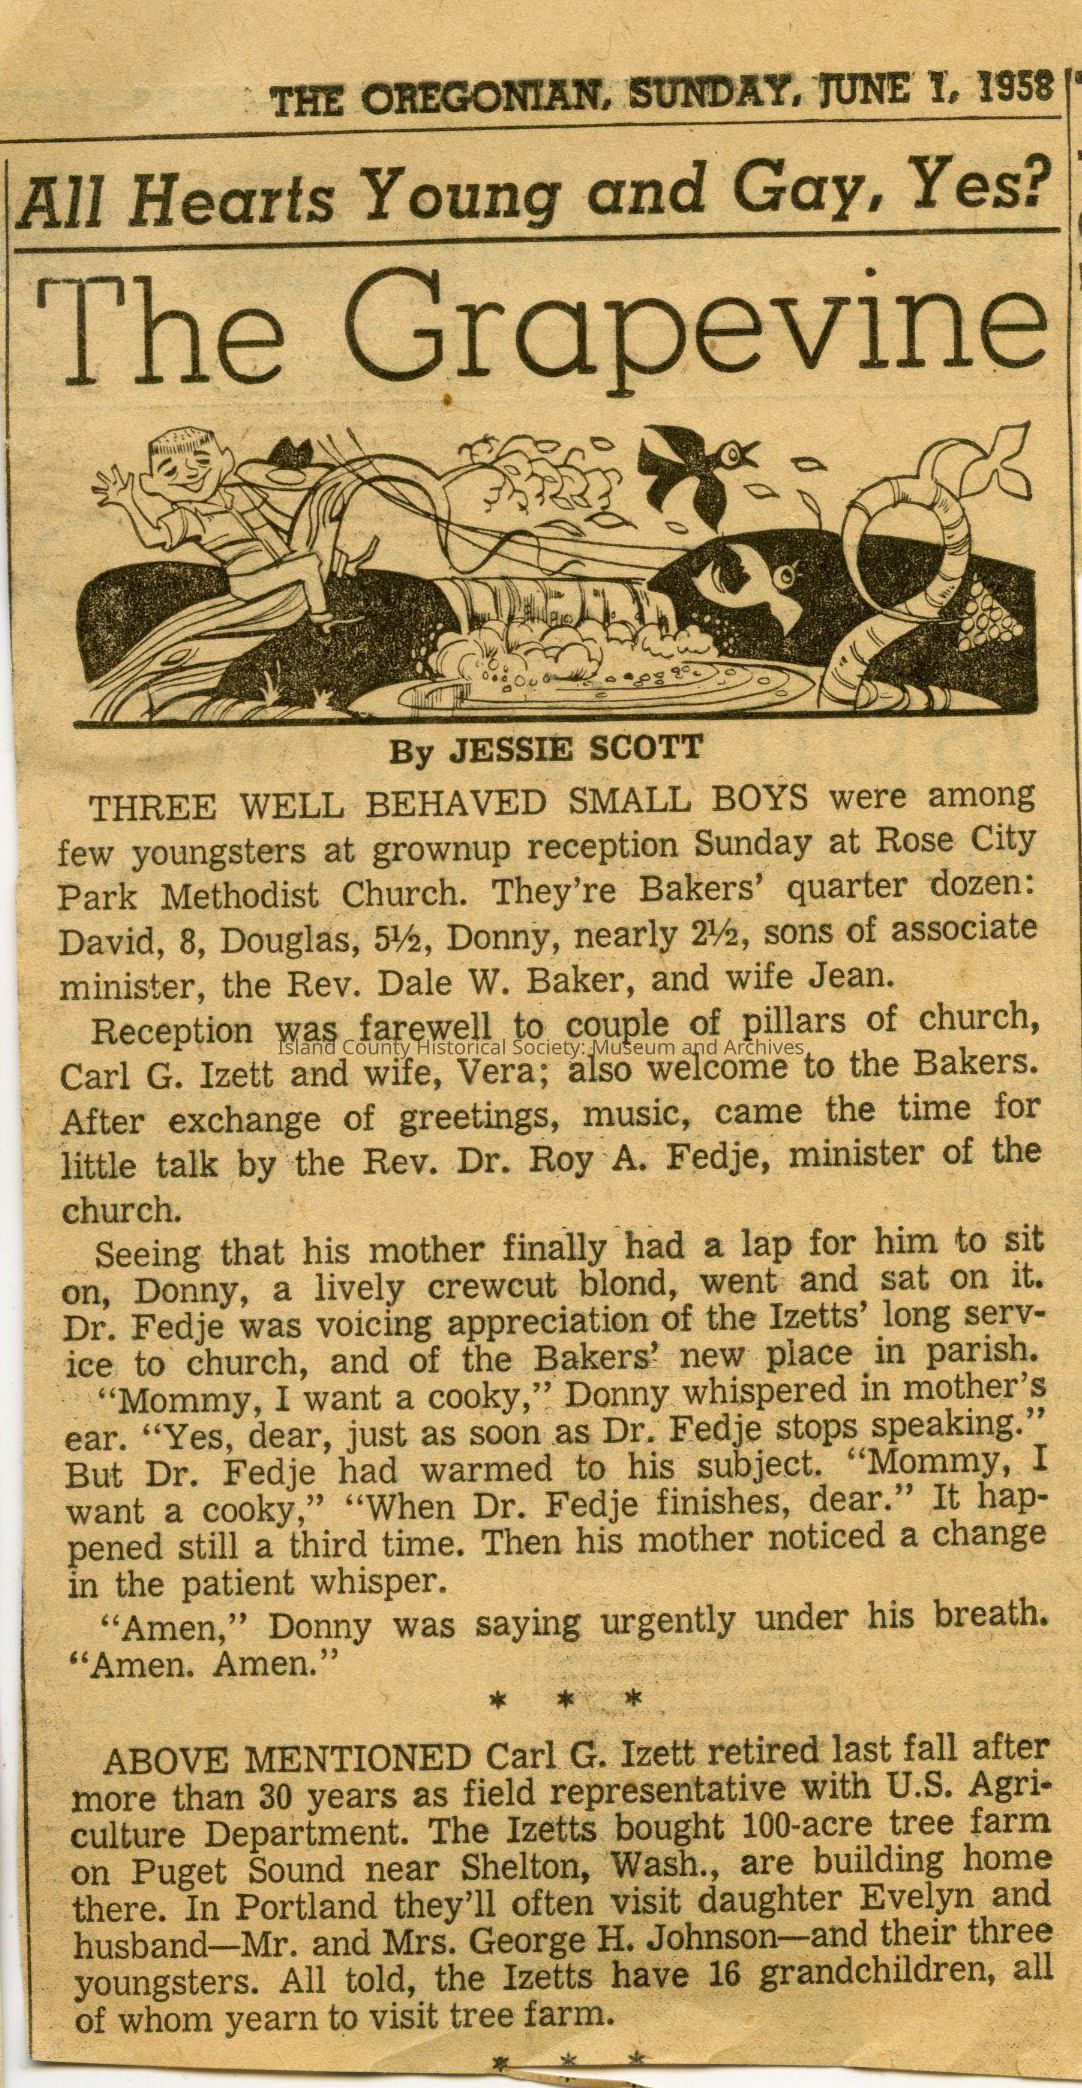 THE OREGONIAN, SUNDAY, JUNE 1, 1958
All Hearts Young and Gay, Yes?
The Grapevine
By JESSIE SCOTT
THREE WELL BEHAVED SMALL BOYS were among
few youngsters at grownup reception Sunday at Rose City
Park Methodist Church. They're Bakers' quarter dozen:
David, 8, Douglas, 5½, Donny, nearly 2½, sons of associate
minister, the Rev. Dale W. Baker, and wife Jean.
Reception was farewell to couple of pillars of church,
Island County Historical Society: Museum and Archives
Carl G. Izett and wife, Vera; also welcome to the Bakers.
After exchange of greetings, music, came the time for
little talk by the Rev. Dr. Roy A. Fedje, minister of the
church.
Seeing that his mother finally had a lap for him to sit
on, Donny, a lively crewcut blond, went and sat on it.
Dr. Fedje was voicing appreciation of the Izetts' long serv-
ice to church, and of the Bakers' new place in parish.
"Mommy, I want a cooky," Donny whispered in mother's
ear. "Yes, dear, just as soon as Dr. Fedje stops speaking."
But Dr. Fedje had warmed to his subject. "Mommy, I
want a cooky," "When Dr. Fedje finishes, dear." It hap-
pened still a third time. Then his mother noticed a change
in the patient whisper.
"Amen," Donny was saying urgently under his breath.
"Amen. Amen."
* * *
ABOVE MENTIONED Carl G. Izett retired last fall after
more than 30 years as field representative with U.S. Agri-
culture Department. The Izetts bought 100-acre tree farm
on Puget Sound near Shelton, Wash., are building home
there. In Portland they'll often visit daughter Evelyn and
husband—Mr. and Mrs. George H. Johnson—and their three
youngsters. All told, the Izetts have 16 grandchildren, all
of whom yearn to visit tree farm.
* * *